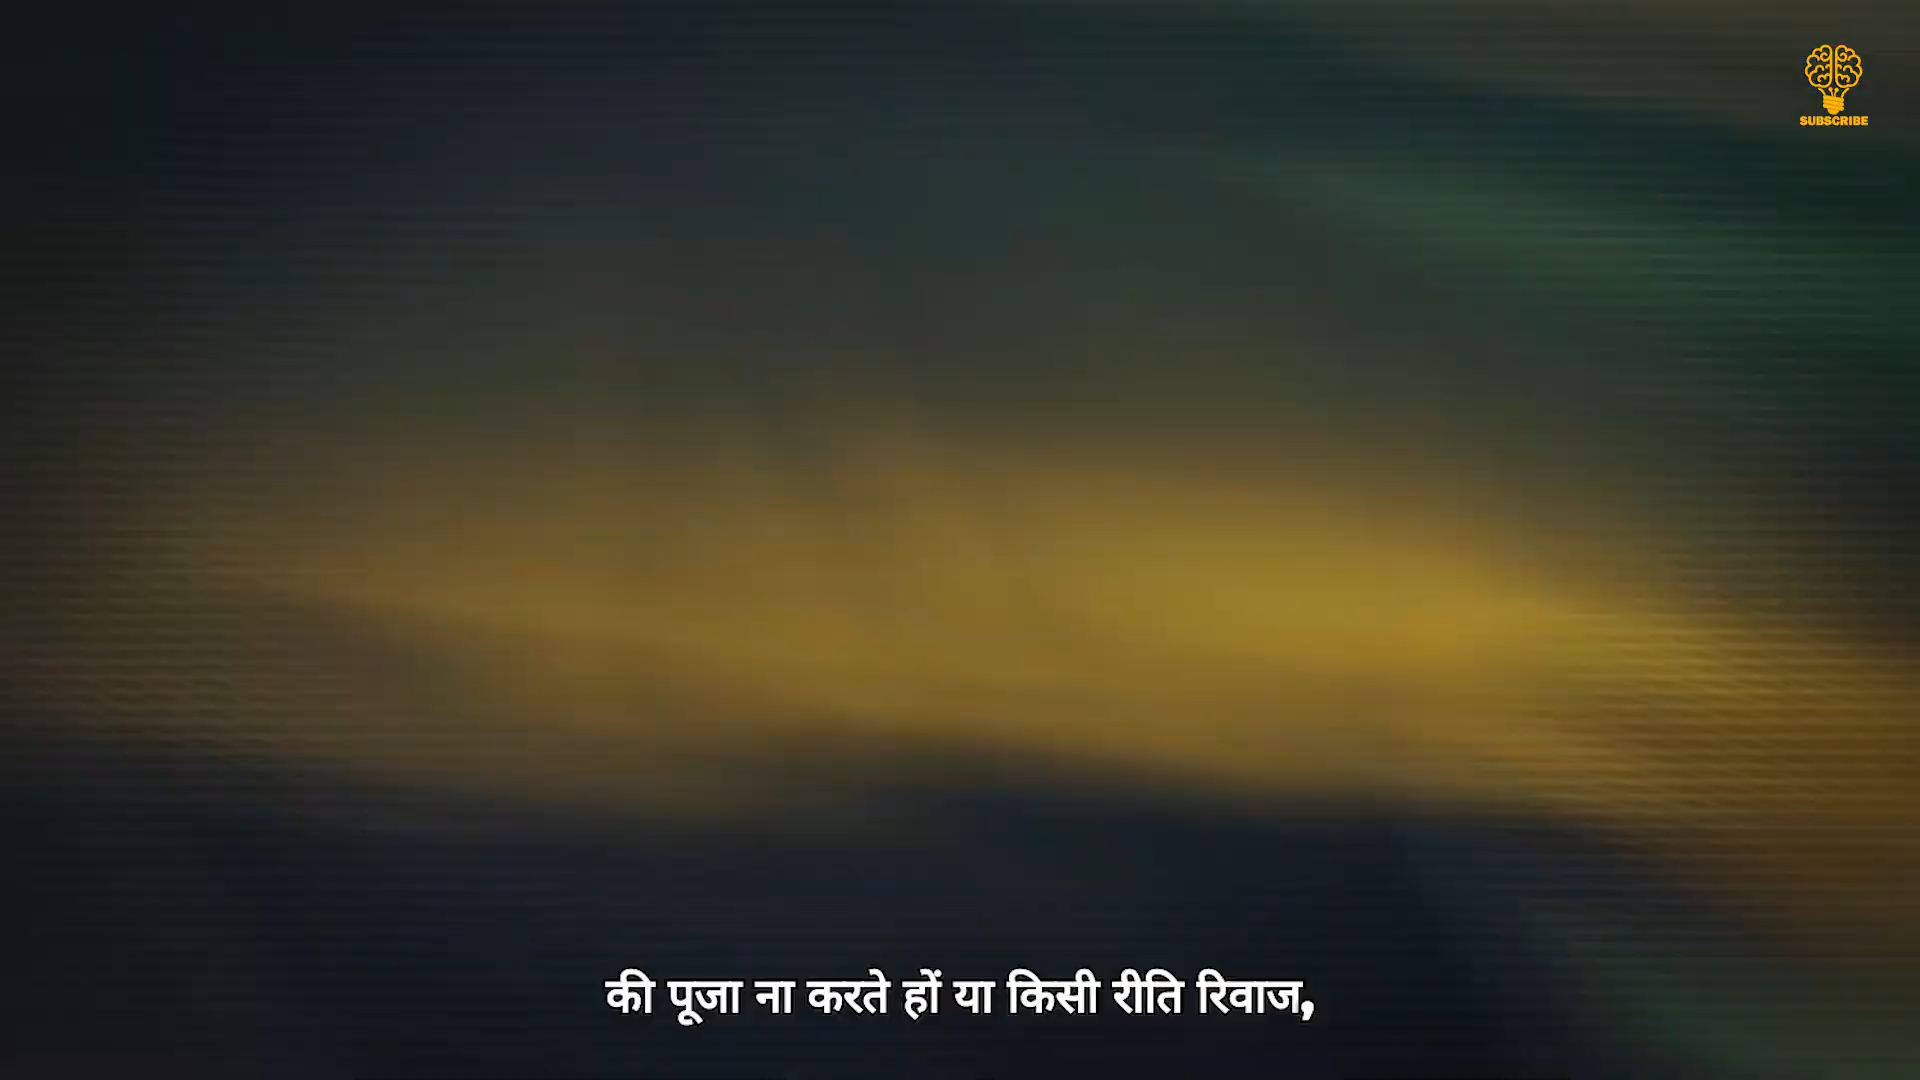 SUBSCRIBE
की पूजा ना करते हों या किसी रीति रिवाज,